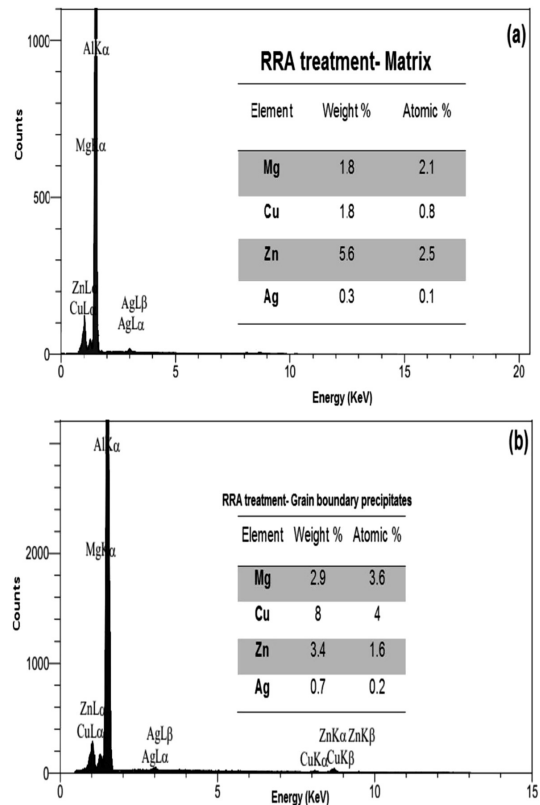 (a)
1000
500
0
Counts
AlKα
MgKα
ZnLα
CuLα
AgLβ
AgLα
RRA treatment- Matrix
Element Weight % Atomic %
Mg 1.8 2.1
Cu 1.8 0.8
Zn 5.6 2.5
Ag 0.3 0.1
0 5 10 15 20
Energy (KeV)
(b)
2000
1000
0
Counts
AlKα
MgKα
ZnLα
CuLα
AgLβ
AgLα
RRA treatment- Grain boundary precipitates
Element Weight % Atomic %
Mg 2.9 3.6
Cu 8 4
Zn 3.4 1.6
Ag 0.7 0.2
ZnKα ZnKβ
CuKα CuKβ
0 5 10 15
Energy (KeV)